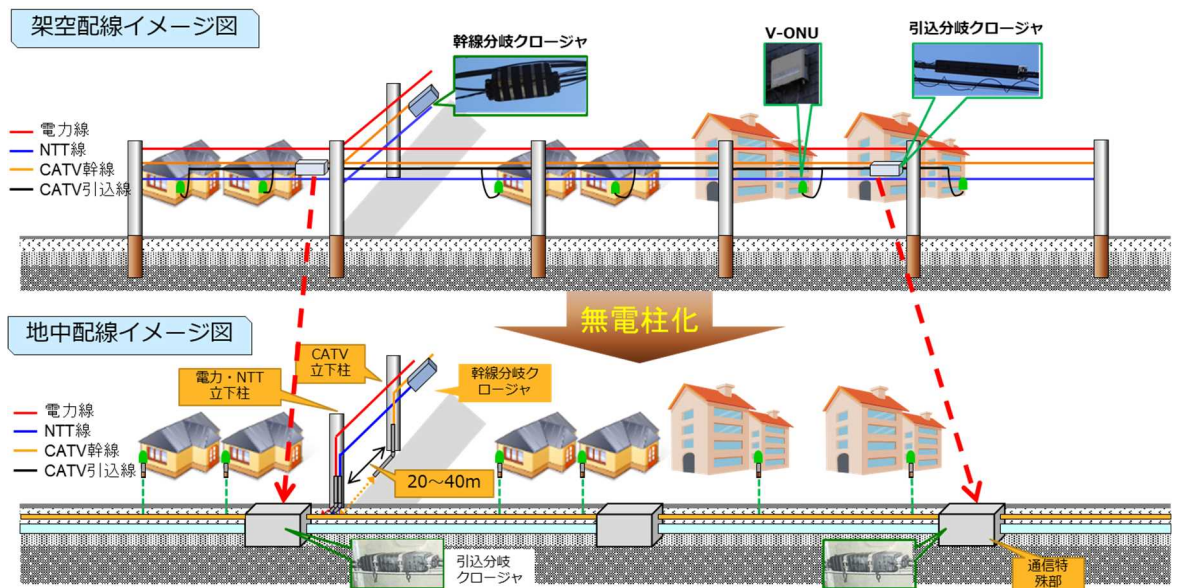 架空配線イメージ図
幹線分岐クロージャ
V-ONU
引込分岐クロージャ
電力線
NTT線
CATV幹線
CATV引込線
無電柱化
地中配線イメージ図
電力・NTT
立下柱
CATV
立下柱
幹線分岐ク
ロージャ
電力線
NTT線
CATV幹線
CATV引込線
20～40m
引込分岐
クロージャ
通信特
殊部